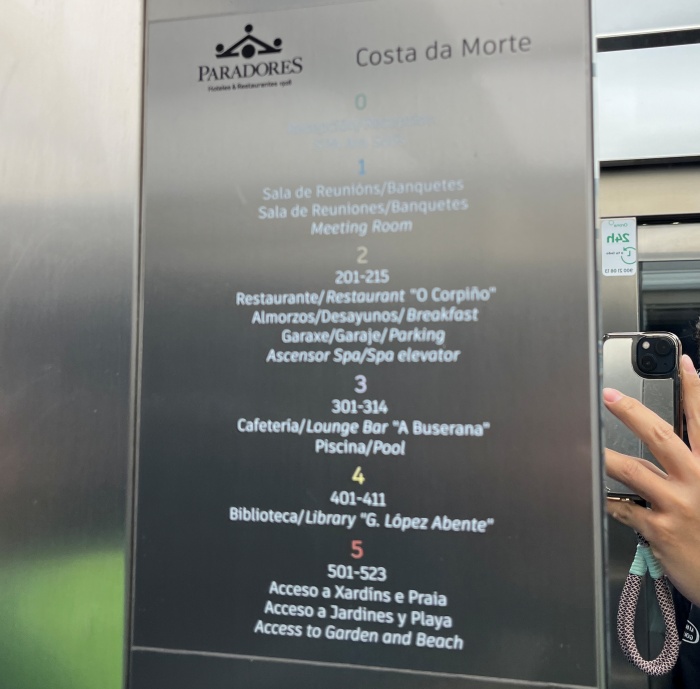 PARADORES
Hoteles & Restaurantes 1928
Costa da Morte
0
1
Sala de Reunións/Banquetes
Sala de Reuniones/Banquetes
Meeting Room
2
201-215
Restaurante/Restaurant "O Corpiño"
Almorzos/Desayunos/Breakfast
Garaxe/Garaje/Parking
Ascensor Spa/Spa elevator
3
301-314
Cafetería/Lounge Bar "A Buserana"
Piscina/Pool
4
401-411
Biblioteca/Library "G. López Abente"
5
501-523
Acceso a Xardíns e Praia
Acceso a Jardines y Playa
Access to Garden and Beach
24h